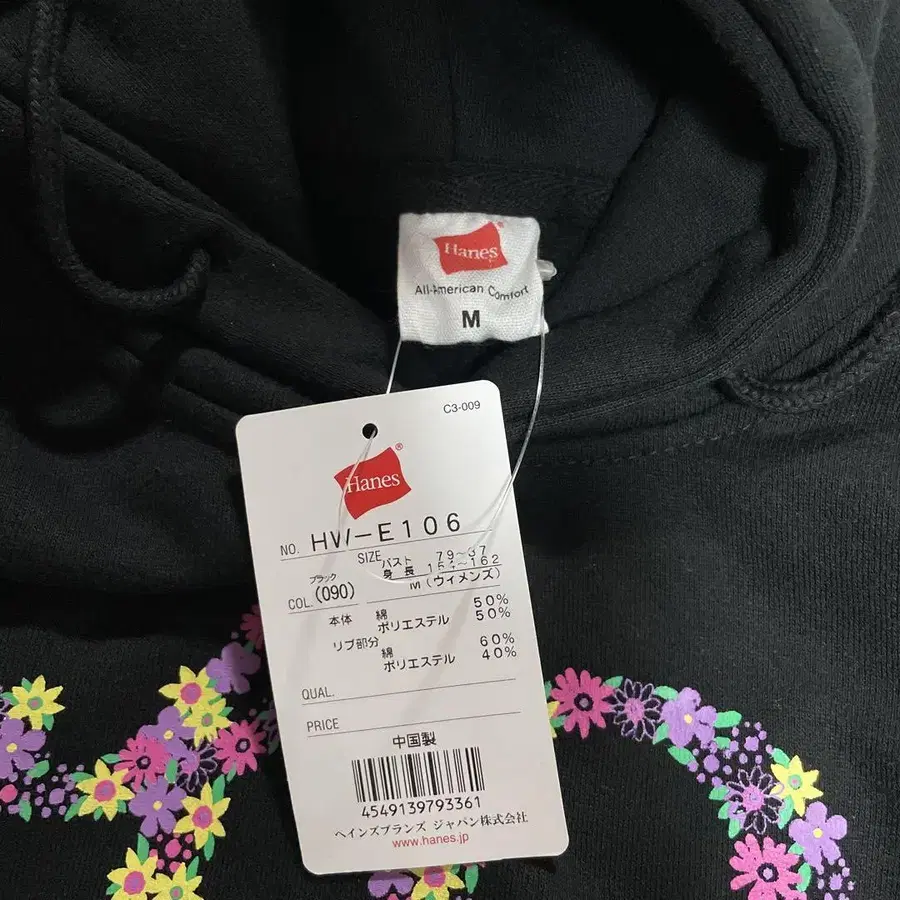 Hanes
All-American Comfort
M
C3-009
Hanes
NO. HW-E106
SIZE バスト 79~87
身長 154~162
ブラック
COL. (090) M (ウィメンズ)
本体 綿 50%
ポリエステル 50%
リブ部分
綿 60%
ポリエステル 40%
QUAL.
PRICE
中国製
4549139793361
ヘインズブランズ ジャパン株式会社
www.hanes.jp